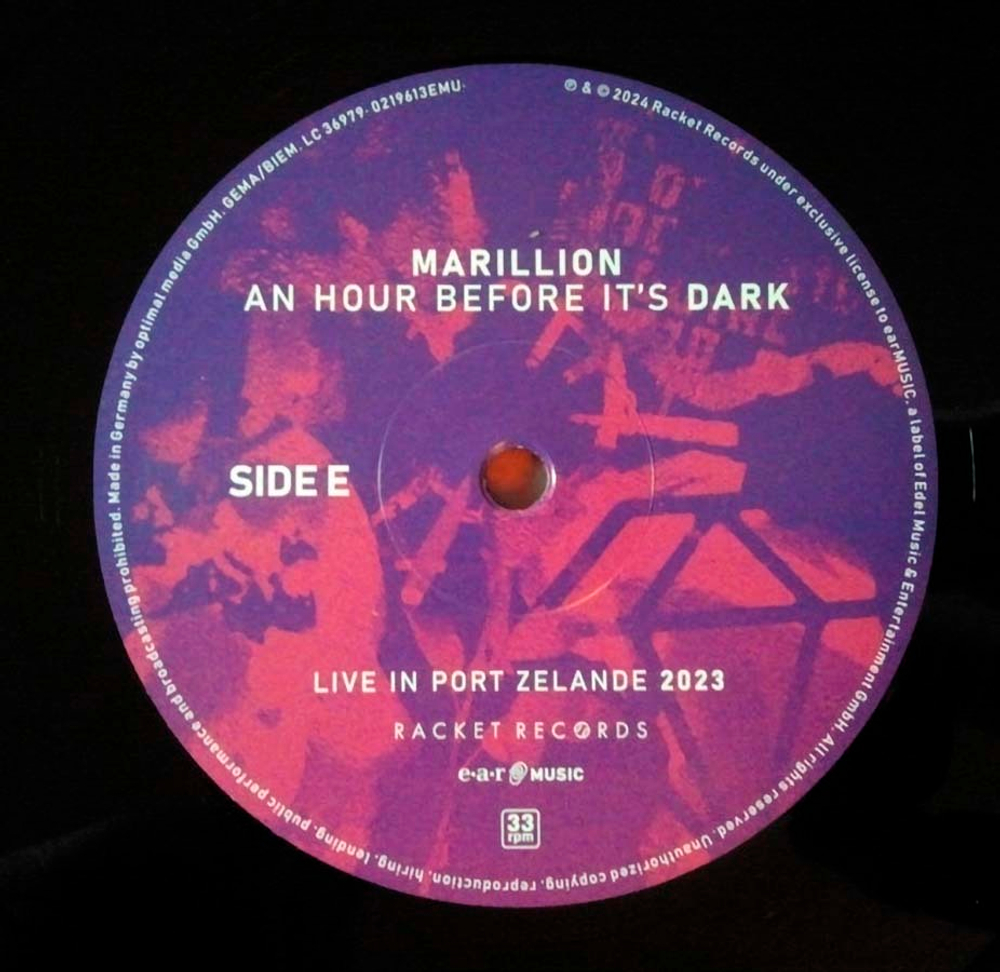 MARILLION
AN HOUR BEFORE IT'S DARK
SIDE E
LIVE IN PORT ZELANDE 2023
RACKET RECORDS
e·a·r MUSIC
33
rpm
℗ & © 2024 Racket Records under exclusive license to earMUSIC, a label of Edel Music & Entertainment GmbH. All rights reserved. Unauthorized copying, reproduction, hiring, lending, public performance and broadcasting prohibited. Made in Germany by optimal media GmbH. GEMA/BIEM. LC 36979· 0219613EMU·